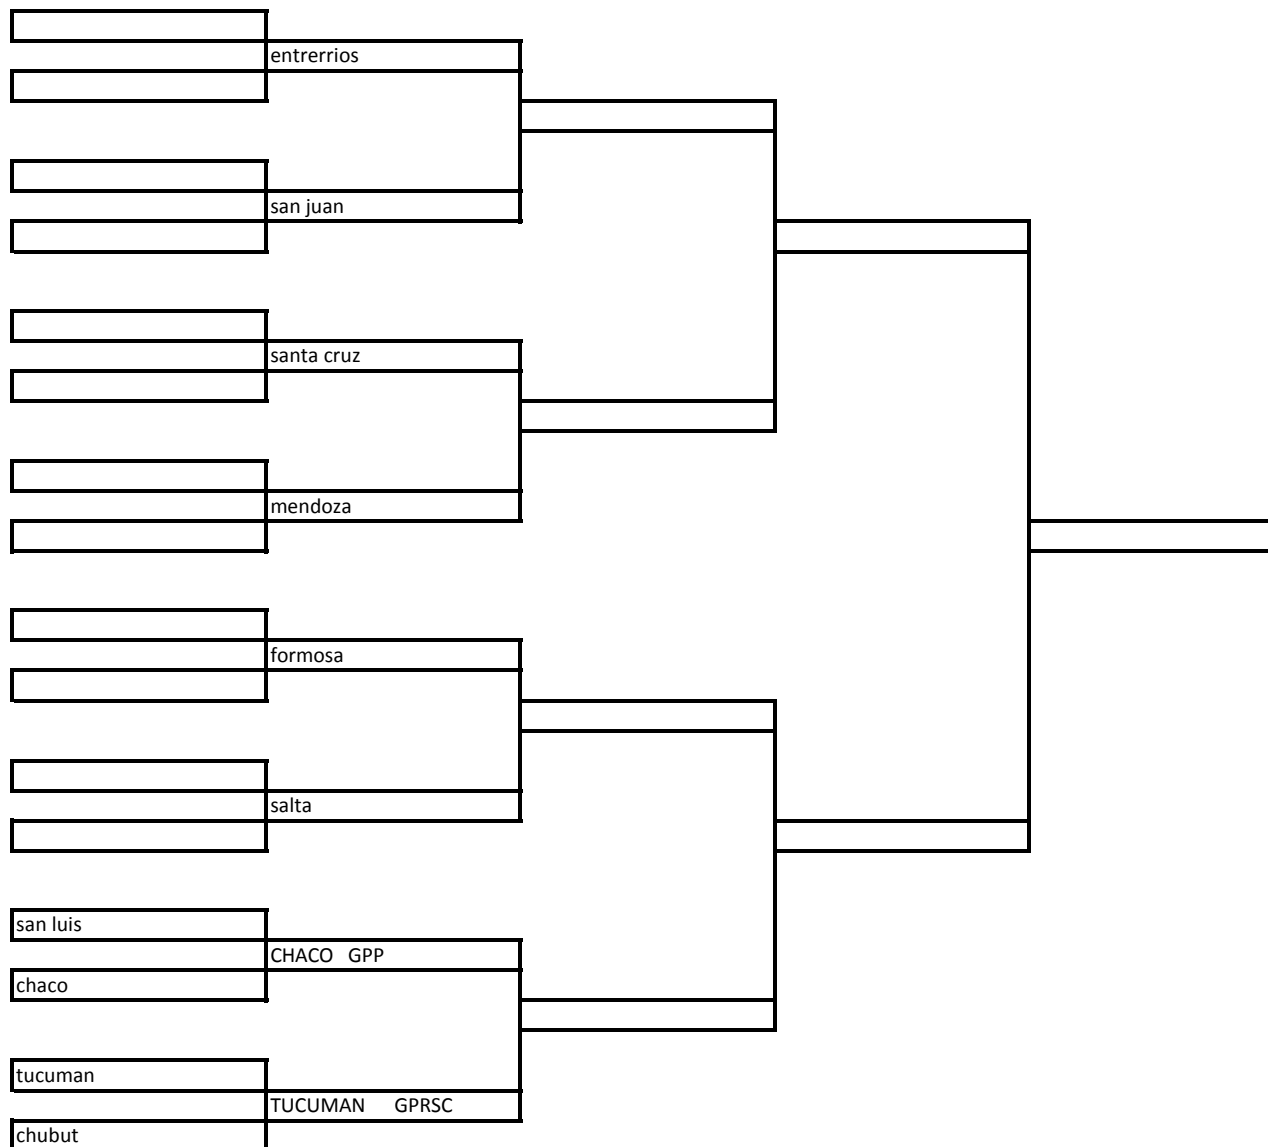 entrerrios
san juan
santa cruz
mendoza
formosa
salta
san luis
CHACO GPP
chaco
tucuman
TUCUMAN GPRSC
chubut